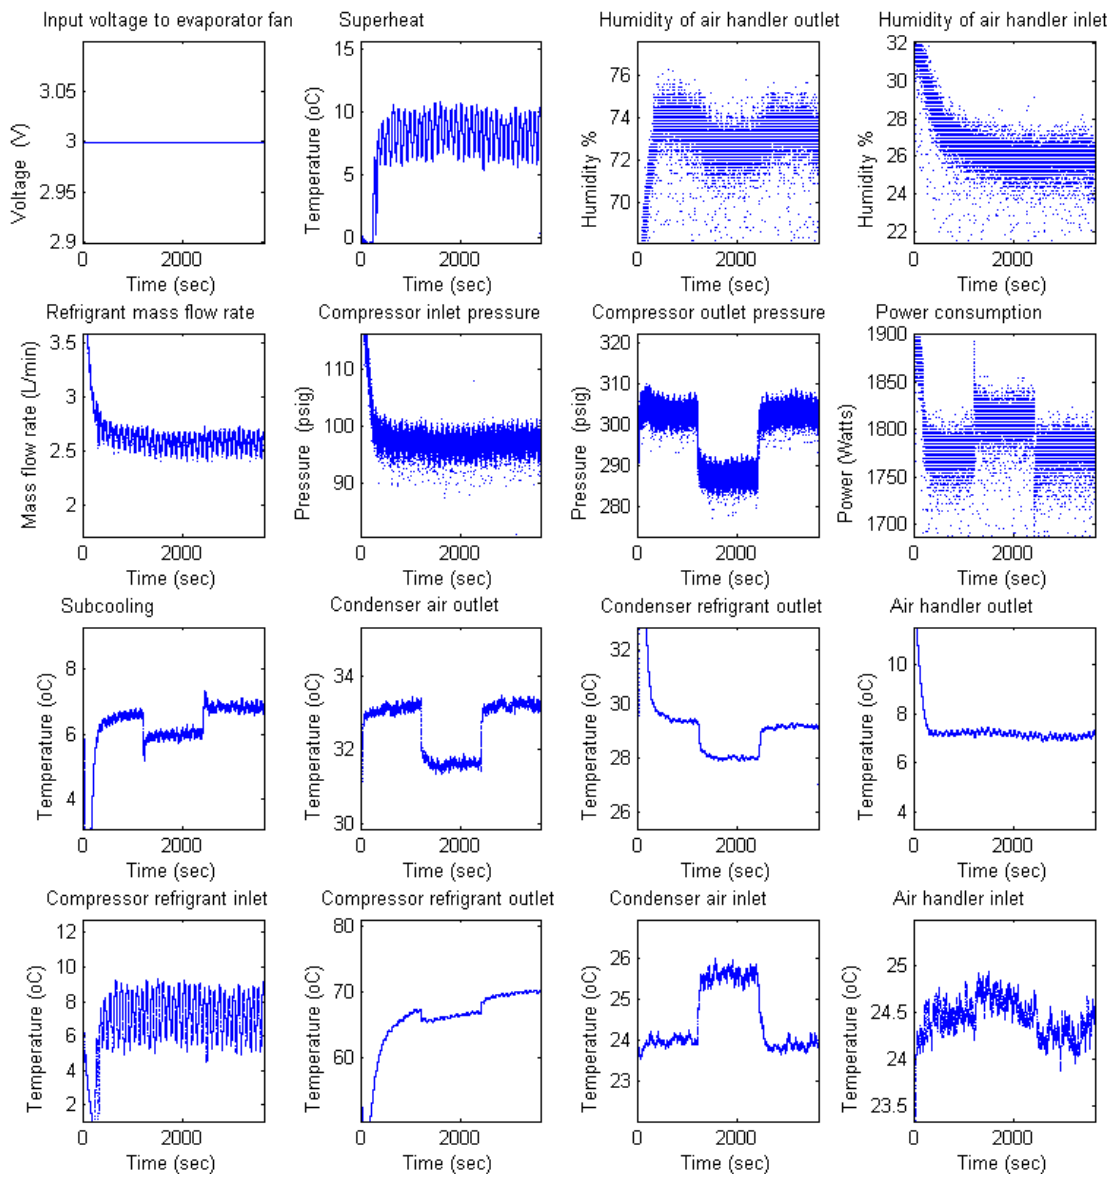 Input voltage to evaporator fan
Voltage (V)
3.05
3
2.95
2.9
0 2000
Time (sec)
Superheat
Temperature (oC)
15
10
5
0
0 2000
Time (sec)
Humidity of air handler outlet
Humidity %
76
74
72
70
0 2000
Time (sec)
Humidity of air handler inlet
Humidity %
32
30
28
26
24
22
0 2000
Time (sec)
Refrigrant mass flow rate
Mass flow rate (L/min)
3.5
3
2.5
2
0 2000
Time (sec)
Compressor inlet pressure
Pressure (psig)
110
100
90
0 2000
Time (sec)
Compressor outlet pressure
Pressure (psig)
320
310
300
290
280
0 2000
Time (sec)
Power consumption
Power (Watts)
1900
1850
1800
1750
1700
0 2000
Time (sec)
Subcooling
Temperature (oC)
8
6
4
0 2000
Time (sec)
Condenser air outlet
Temperature (oC)
34
32
30
0 2000
Time (sec)
Condenser refrigrant outlet
Temperature (oC)
32
30
28
26
0 2000
Time (sec)
Air handler outlet
Temperature (oC)
10
8
6
4
0 2000
Time (sec)
Compressor refrigrant inlet
Temperature (oC)
12
10
8
6
4
2
0 2000
Time (sec)
Compressor refrigrant outlet
Temperature (oC)
80
70
60
0 2000
Time (sec)
Condenser air inlet
Temperature (oC)
26
25
24
23
0 2000
Time (sec)
Air handler inlet
Temperature (oC)
25
24.5
24
23.5
0 2000
Time (sec)